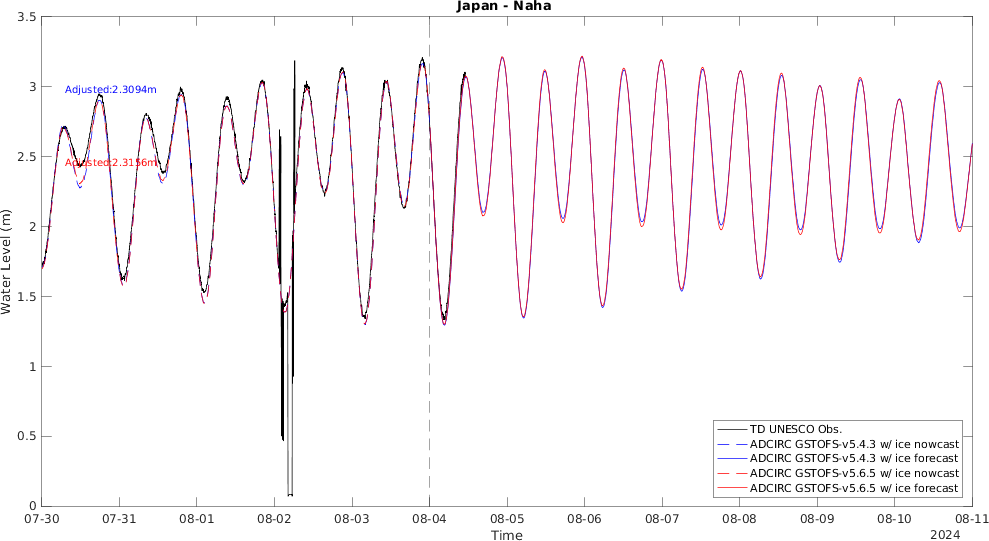 Japan - Naha
3.5
3
2.5
2
1.5
1
0.5
0
Water Level (m)
Adjusted:2.3094m
Adjusted:2.3156m
TD UNESCO Obs.
ADCIRC GSTOFS-v5.4.3 w/ ice nowcast
ADCIRC GSTOFS-v5.4.3 w/ ice forecast
ADCIRC GSTOFS-v5.6.5 w/ ice nowcast
ADCIRC GSTOFS-v5.6.5 w/ ice forecast
07-30 07-31 08-01 08-02 08-03 08-04 08-05 08-06 08-07 08-08 08-09 08-10 08-11
Time
2024